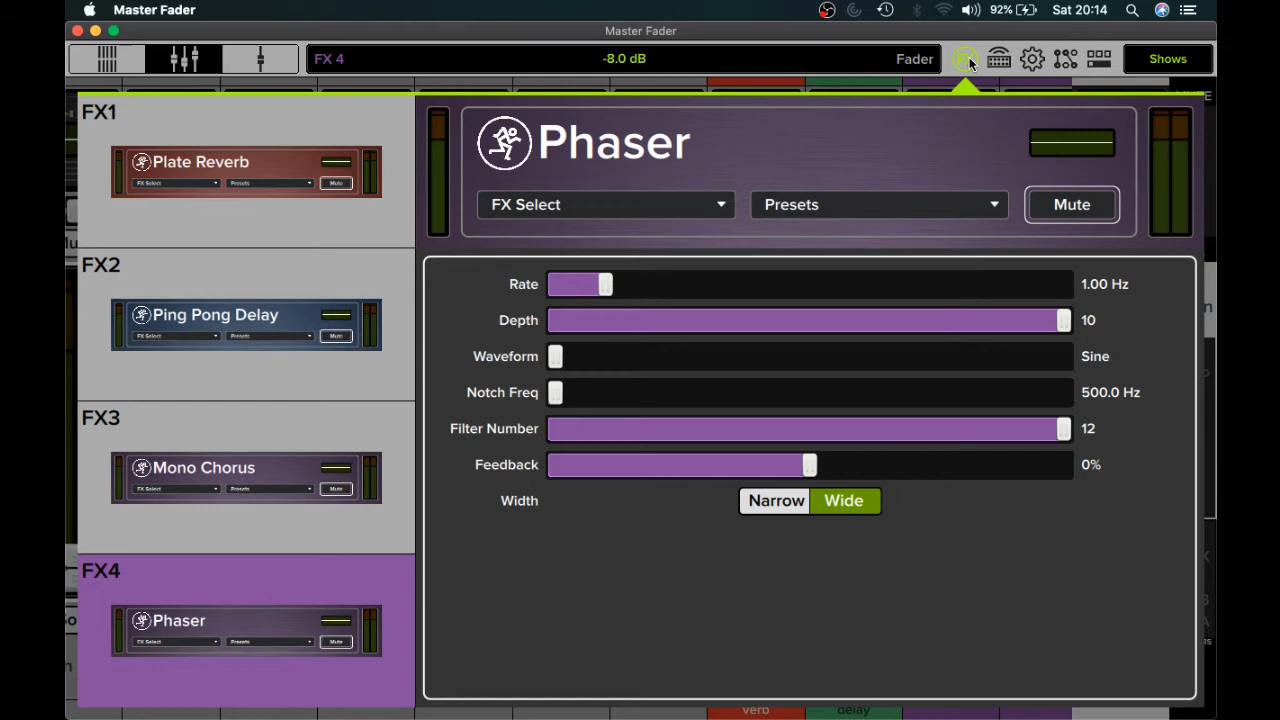 Master Fader
92%
Sat 20:14
Master Fader
FX 4
-8.0 dB
Fader
FX
Shows
FX1
Plate Reverb
FX Select
Presets
Mute
FX2
Ping Pong Delay
FX Select
Presets
Mute
FX3
Mono Chorus
FX Select
Presets
Mute
FX4
Phaser
FX Select
Presets
Mute
Phaser
FX Select
Presets
Mute
Rate
1.00 Hz
Depth
10
Waveform
Sine
Notch Freq
500.0 Hz
Filter Number
12
Feedback
0%
Width
Narrow
Wide
verb
delay